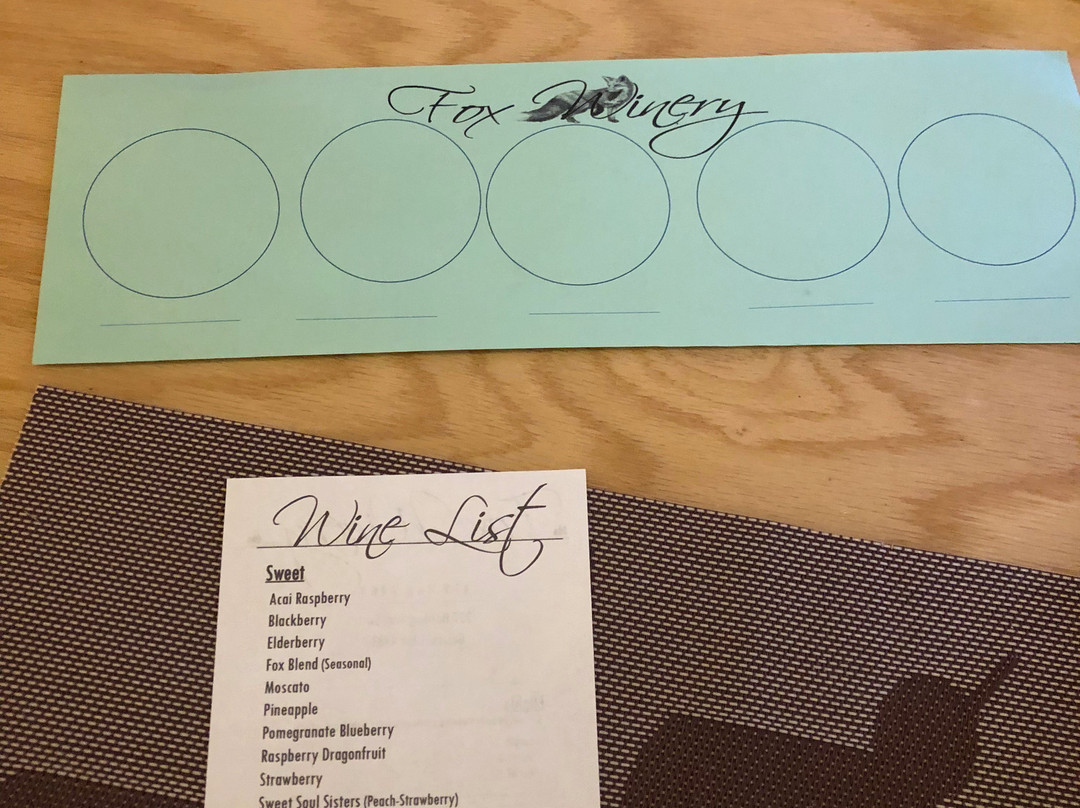 Fox Winery
Wine List
Sweet
Acai Raspberry
Blackberry
Elderberry
Fox Blend (Seasonal)
Moscato
Pineapple
Pomegranate Blueberry
Raspberry Dragonfruit
Strawberry
Sweet Soul Sisters (Peach-Strawberry)